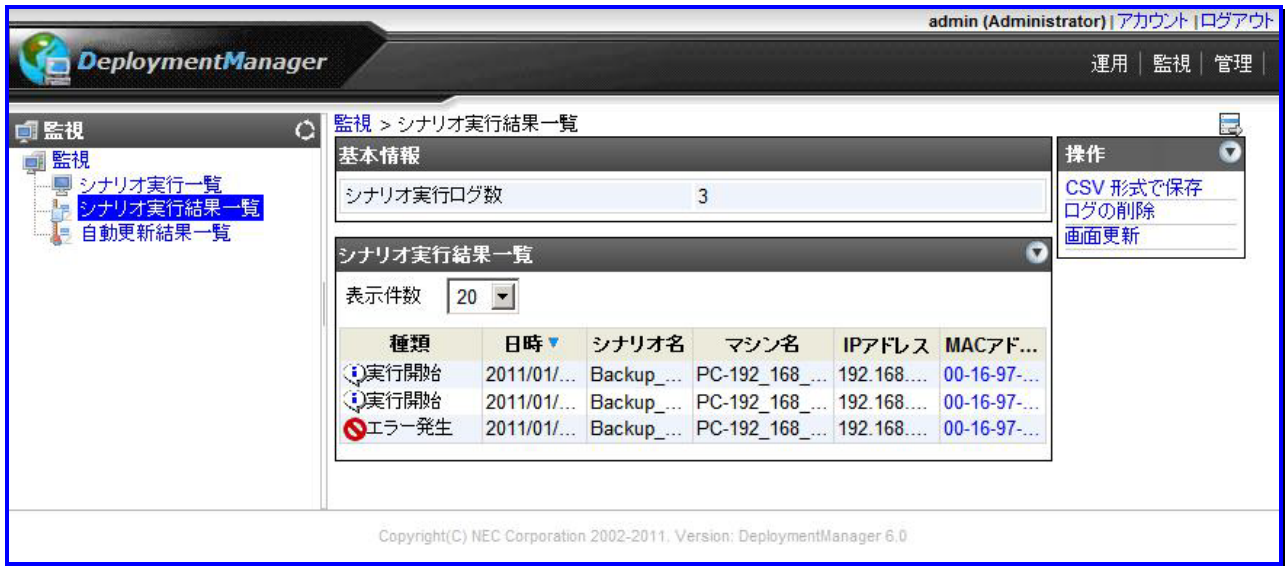 admin (Administrator) | アカウント | ログアウト
DeploymentManager
運用 | 監視 | 管理 |
監視
監視
シナリオ実行一覧
シナリオ実行結果一覧
自動更新結果一覧
監視 > シナリオ実行結果一覧
基本情報
シナリオ実行ログ数 3
シナリオ実行結果一覧
表示件数 20
種類 日時▼ シナリオ名 マシン名 IPアドレス MACアド...
実行開始 2011/01/... Backup_... PC-192_168_... 192.168.... 00-16-97-...
実行開始 2011/01/... Backup_... PC-192_168_... 192.168.... 00-16-97-...
エラー発生 2011/01/... Backup_... PC-192_168_... 192.168.... 00-16-97-...
操作
CSV 形式で保存
ログの削除
画面更新
Copyright(C) NEC Corporation 2002-2011. Version: DeploymentManager 6.0